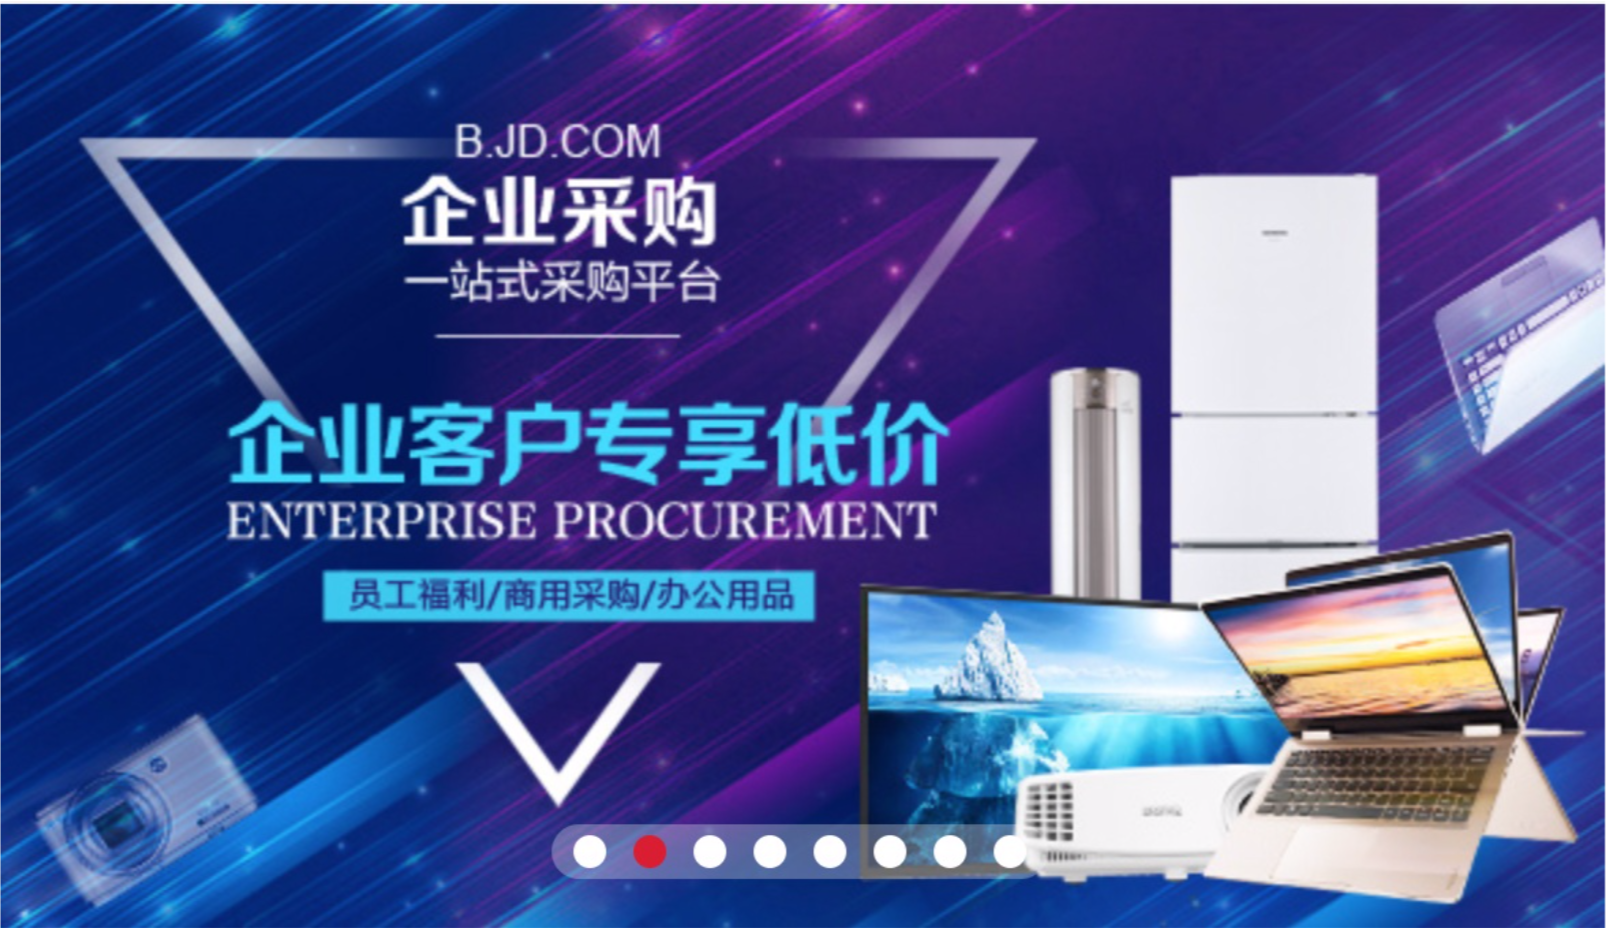 B.JD.COM
企业采购
一站式采购平台
企业客户专享低价
ENTERPRISE PROCUREMENT
员工福利/商用采购/办公用品